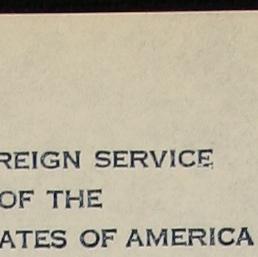 REIGN SERVICE
OF THE
ATES OF AMERICA